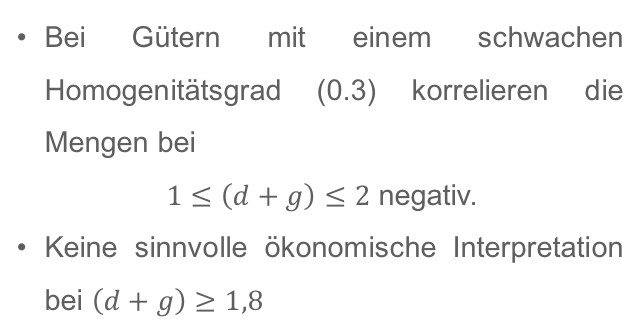 • Bei Gütern mit einem schwachen
Homogenitätsgrad (0.3) korrelieren die
Mengen bei
1 ≤ (d + g) ≤ 2 negativ.
• Keine sinnvolle ökonomische Interpretation
bei (d + g) ≥ 1,8